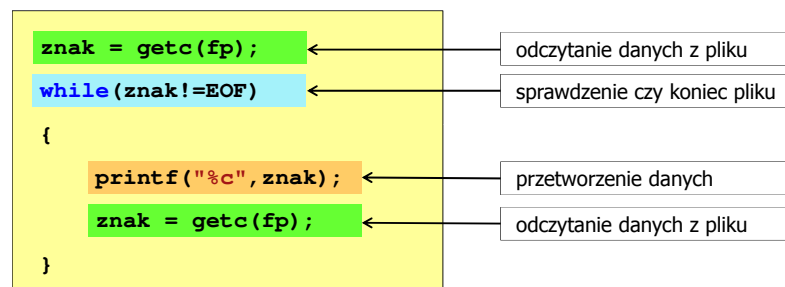 znak = getc(fp); odczytanie danych z pliku
while(znak!=EOF) sprawdzenie czy koniec pliku
{
printf("%c",znak); przetworzenie danych
znak = getc(fp); odczytanie danych z pliku
}